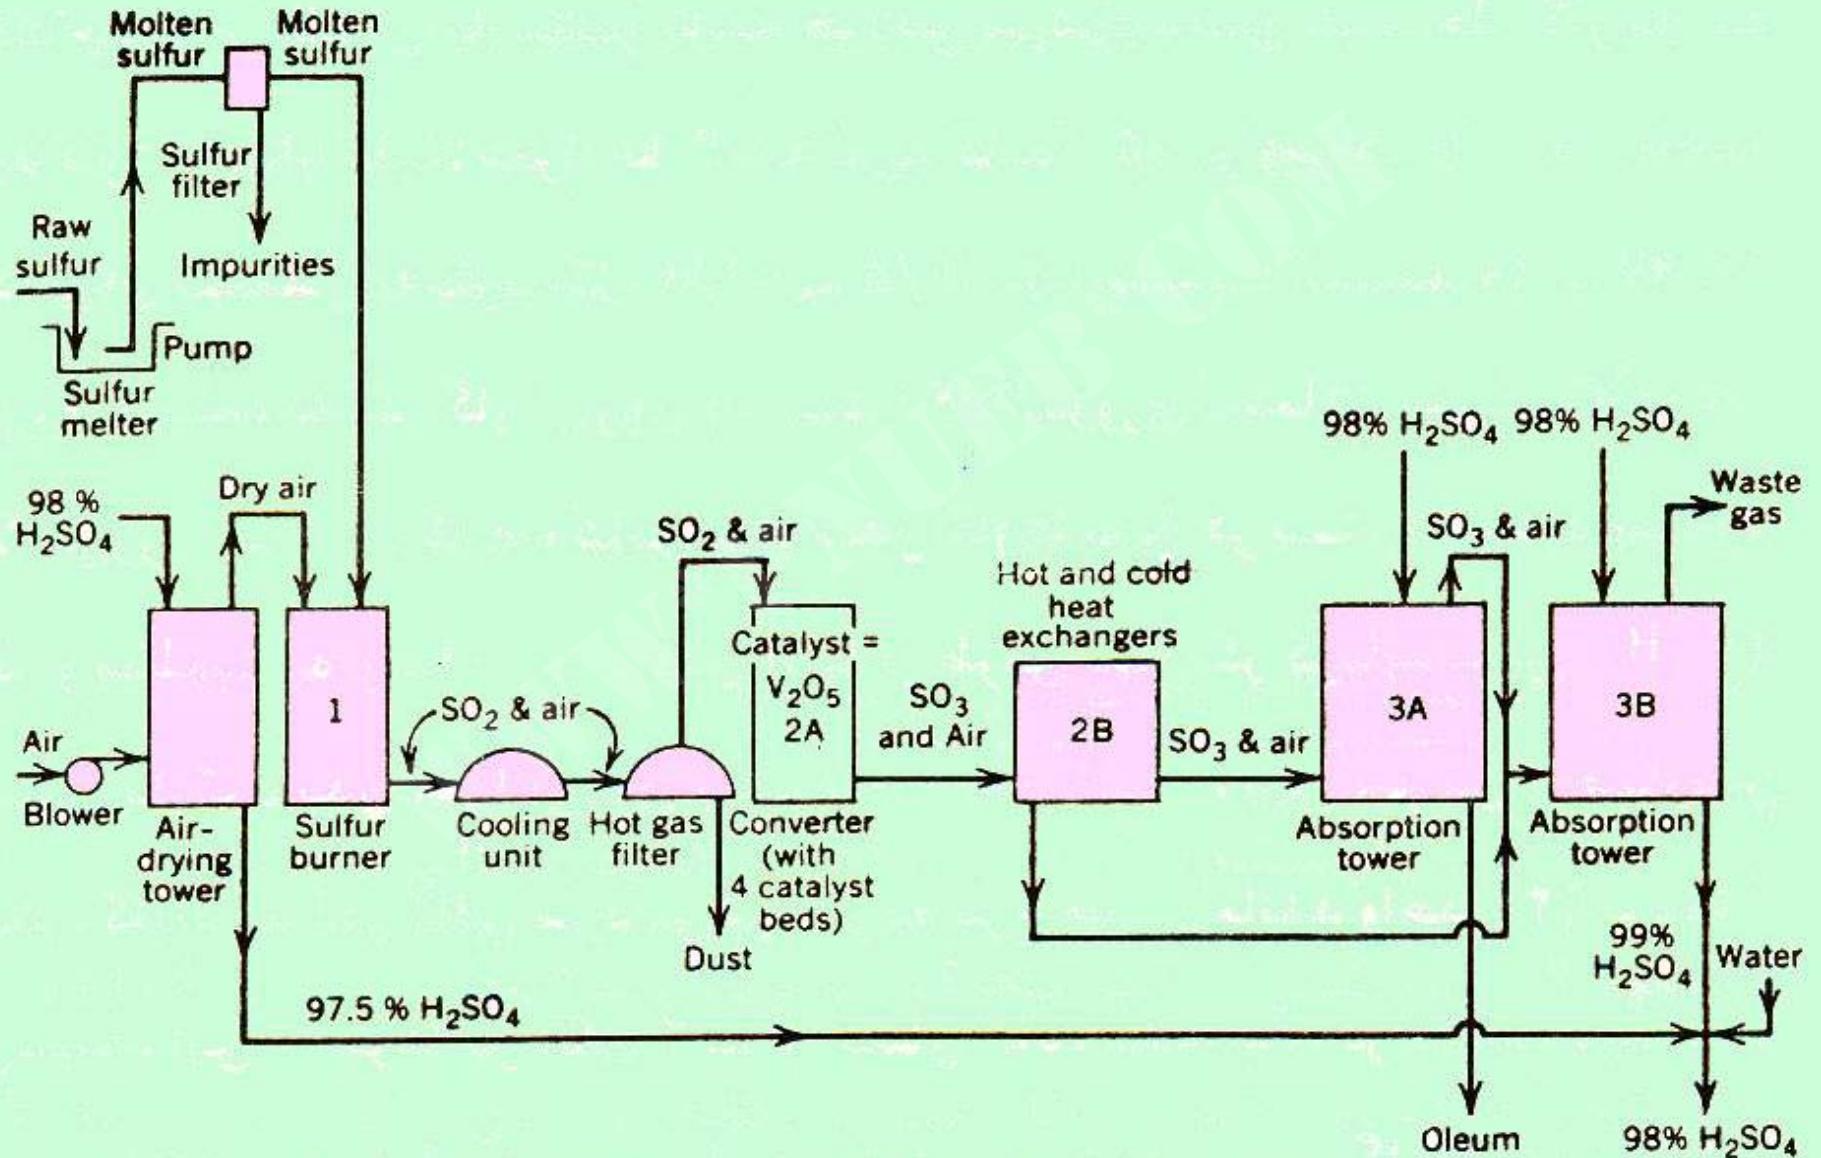 Molten
sulfur
Molten
sulfur
Sulfur
filter
Raw
sulfur
Impurities
Pump
Sulfur
melter
98 %
H₂SO₄
Dry air
SO₂ & air
98% H₂SO₄
98% H₂SO₄
Waste
gas
SO₃ & air
Hot and cold
heat
exchangers
Catalyst =
V₂O₅
2A
1
SO₂ & air
SO₃
and Air
2B
SO₃ & air
3A
3B
Air
Blower
Air-
drying
tower
Sulfur
burner
Cooling
unit
Hot gas
filter
Converter
(with
4 catalyst
beds)
Absorption
tower
Absorption
tower
Dust
99%
H₂SO₄
Water
97.5 % H₂SO₄
Oleum
98% H₂SO₄